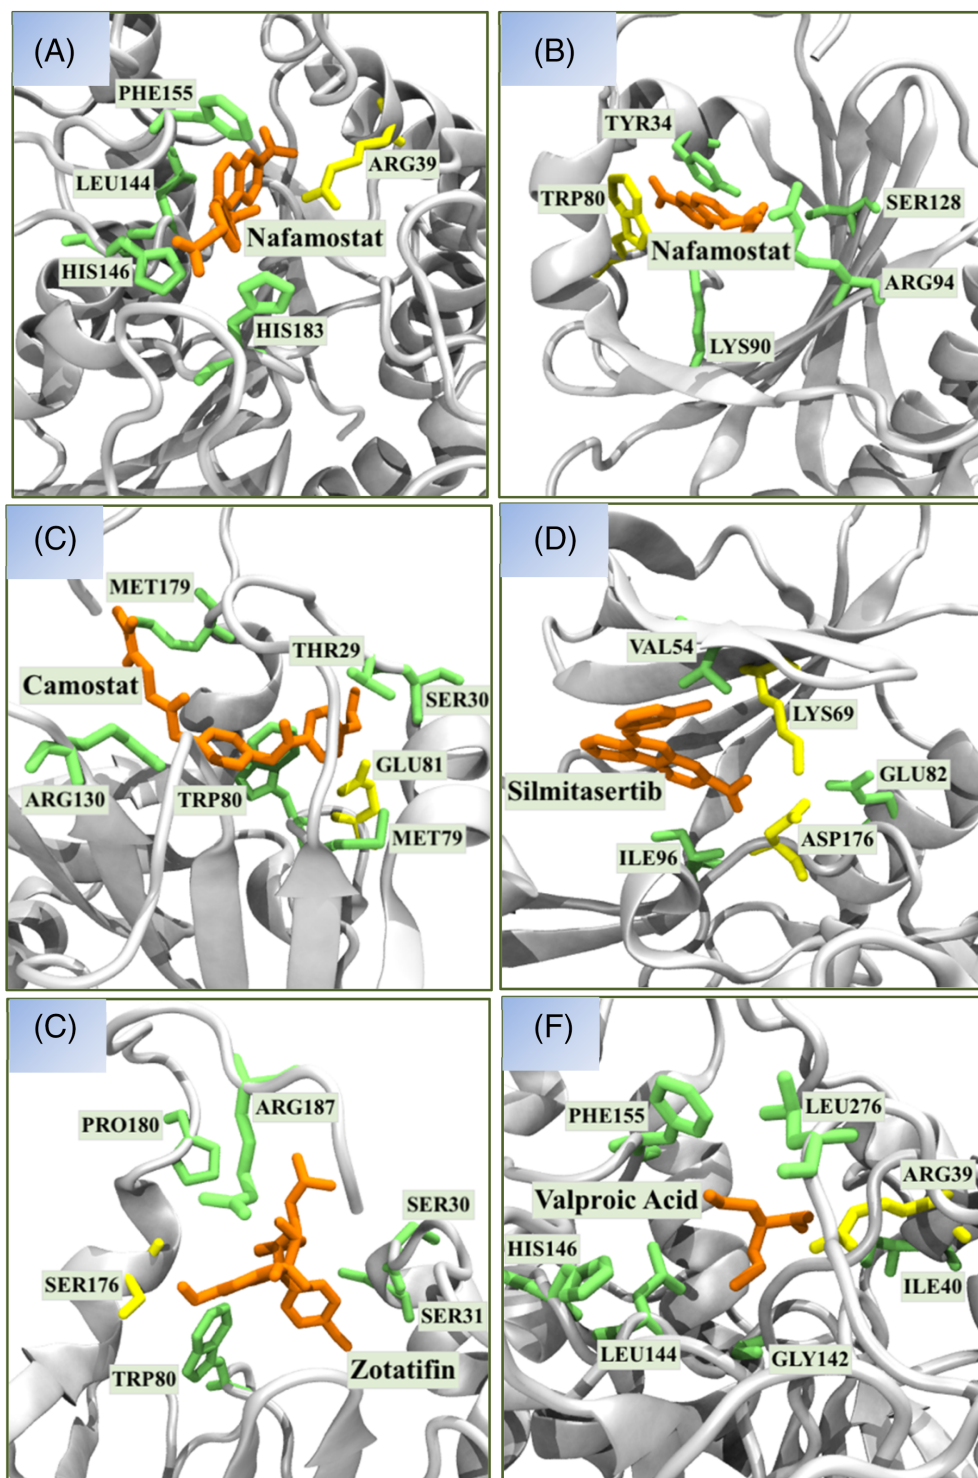 (A)
PHE155
ARG39
LEU144
Nafamostat
HIS146
HIS183
(B)
TYR34
TRP80
SER128
Nafamostat
ARG94
LYS90
(C)
MET179
THR29
Camostat
SER30
GLU81
ARG130
TRP80
MET79
(D)
VAL54
LYS69
GLU82
Silmitasertib
ASP176
ILE96
(C)
ARG187
PRO180
SER30
SER176
SER31
TRP80
Zotatifin
(F)
PHE155
LEU276
ARG39
Valproic Acid
HIS146
ILE40
LEU144
GLY142